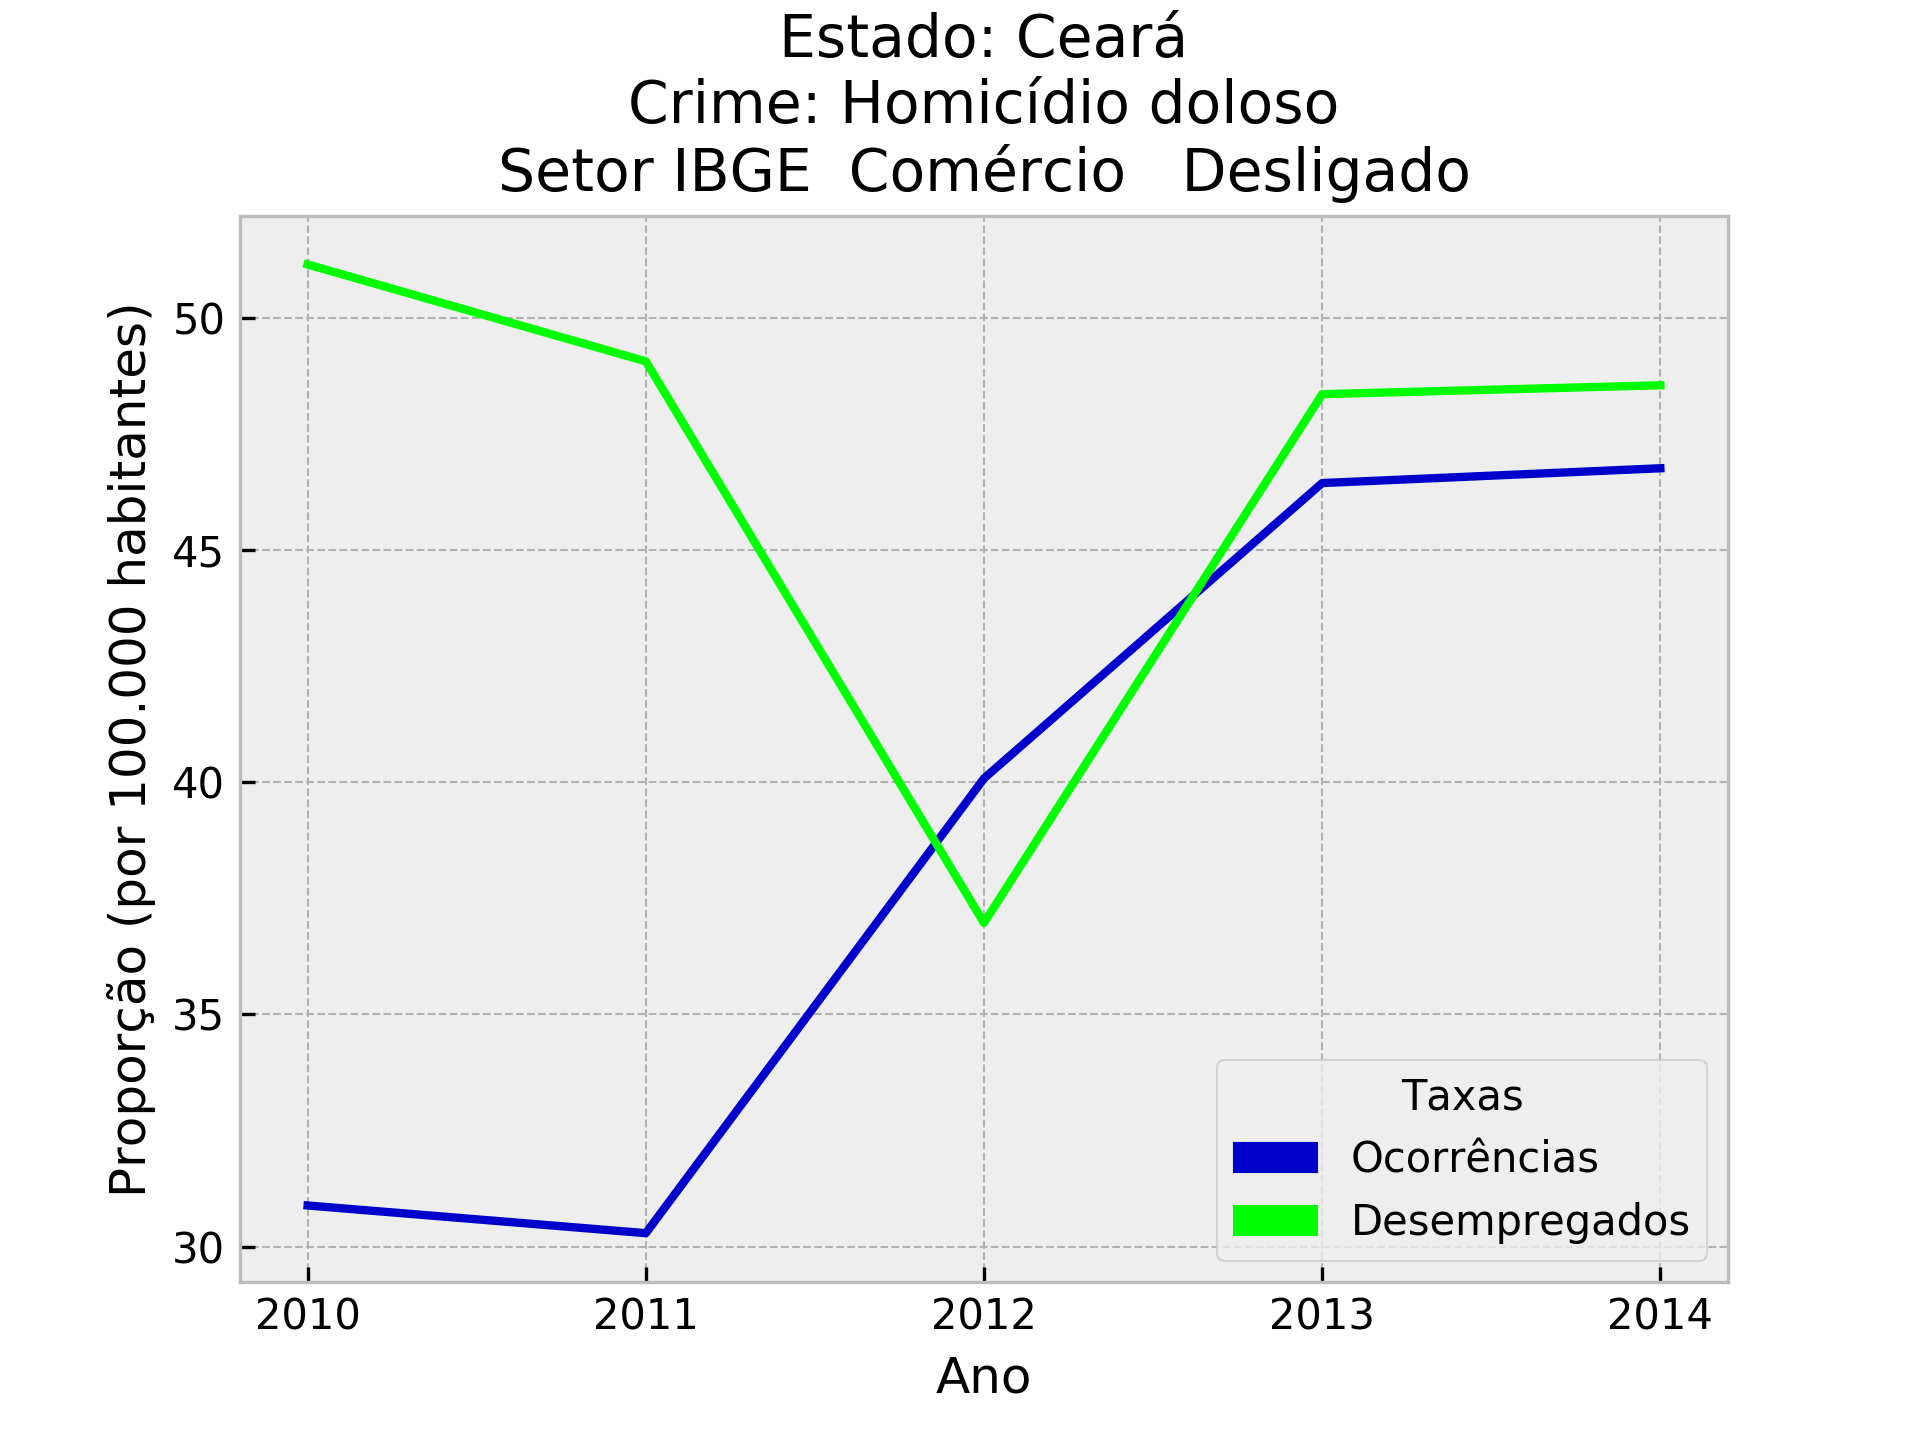 Estado: Ceará
Crime: Homicídio doloso
Setor IBGE  Comércio   Desligado
Proporção (por 100.000 habitantes)
50
45
40
35
30
Taxas
Ocorrências
Desempregados
2010 2011 2012 2013 2014
Ano